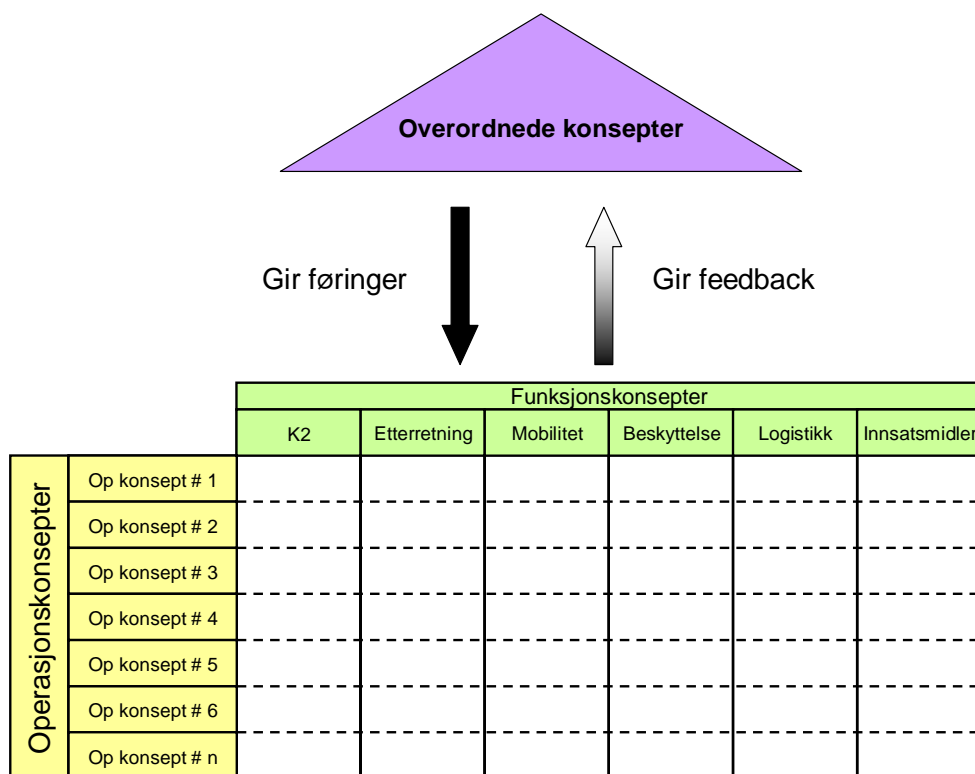 Overordnede konsepter
Gir føringer
Gir feedback
Funksjonskonsepter
K2
Etterretning
Mobilitet
Beskyttelse
Logistikk
Innsatsmidler
Operasjonskonsepter
Op konsept # 1
Op konsept # 2
Op konsept # 3
Op konsept # 4
Op konsept # 5
Op konsept # 6
Op konsept # n